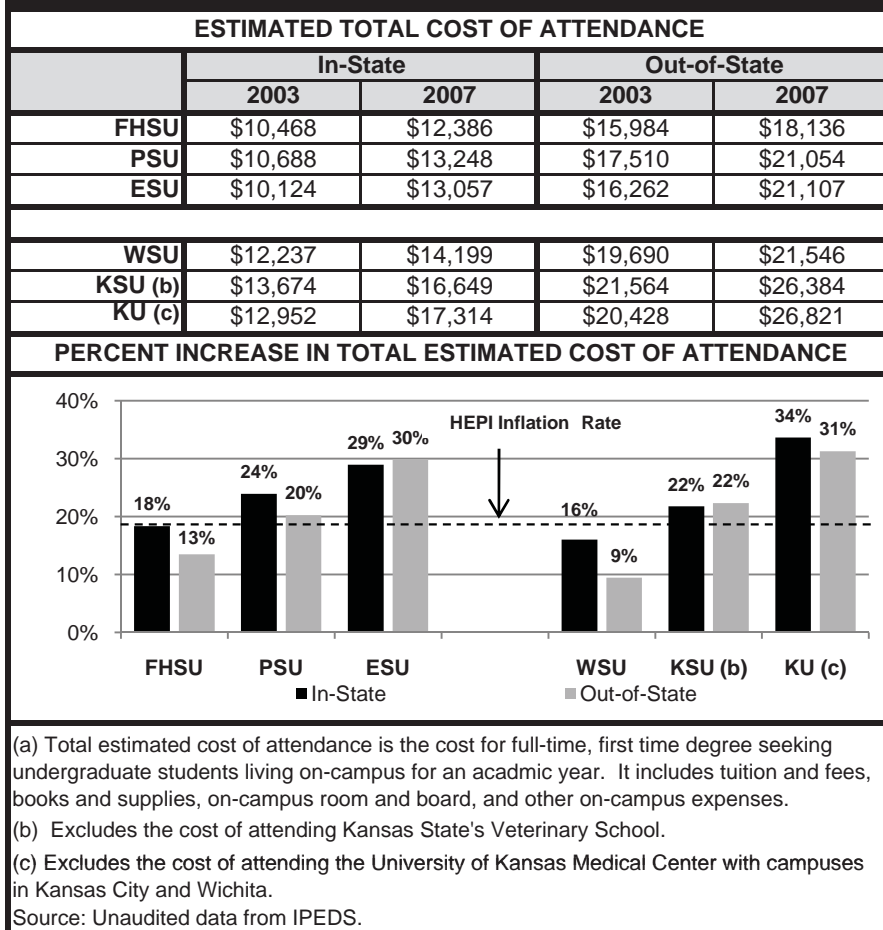 ESTIMATED TOTAL COST OF ATTENDANCE
In-State Out-of-State
2003 2007 2003 2007
FHSU $10,468 $12,386 $15,984 $18,136
PSU $10,688 $13,248 $17,510 $21,054
ESU $10,124 $13,057 $16,262 $21,107
WSU $12,237 $14,199 $19,690 $21,546
KSU (b) $13,674 $16,649 $21,564 $26,384
KU (c) $12,952 $17,314 $20,428 $26,821
PERCENT INCREASE IN TOTAL ESTIMATED COST OF ATTENDANCE
40%
30%
20%
10%
0%
HEPI Inflation Rate
18% 13%
24% 20%
29% 30%
16% 9%
22% 22%
34% 31%
FHSU PSU ESU WSU KSU (b) KU (c)
In-State Out-of-State
(a) Total estimated cost of attendance is the cost for full-time, first time degree seeking
undergraduate students living on-campus for an acadmic year. It includes tuition and fees,
books and supplies, on-campus room and board, and other on-campus expenses.
(b) Excludes the cost of attending Kansas State's Veterinary School.
(c) Excludes the cost of attending the University of Kansas Medical Center with campuses
in Kansas City and Wichita.
Source: Unaudited data from IPEDS.